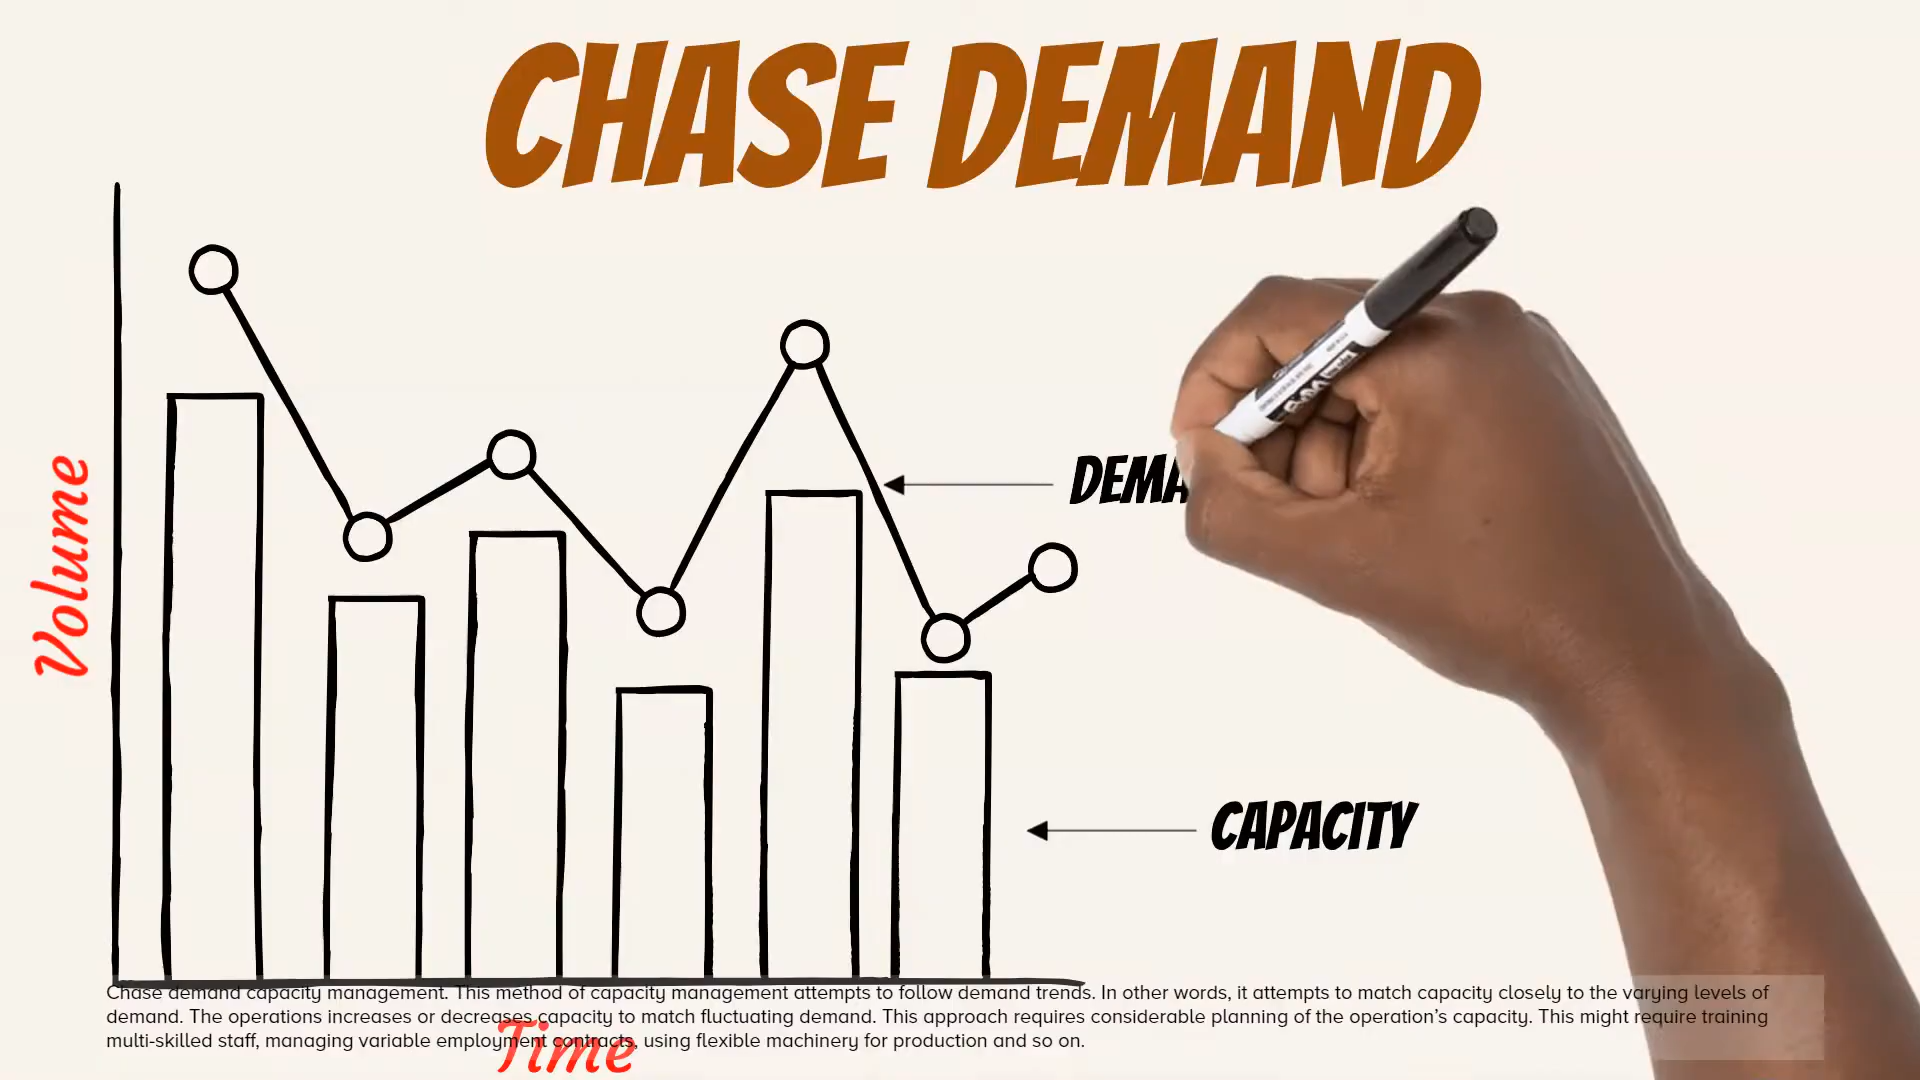 CHASE DEMAND
Volume
DEMA
CAPACITY
Chase demand capacity management. This method of capacity management attempts to follow demand trends. In other words, it attempts to match capacity closely to the varying levels of
demand. The operations increases or decreases capacity to match fluctuating demand. This approach requires considerable planning of the operation's capacity. This might require training
multi-skilled staff, managing variable employment contracts, using flexible machinery for production and so on.
Time